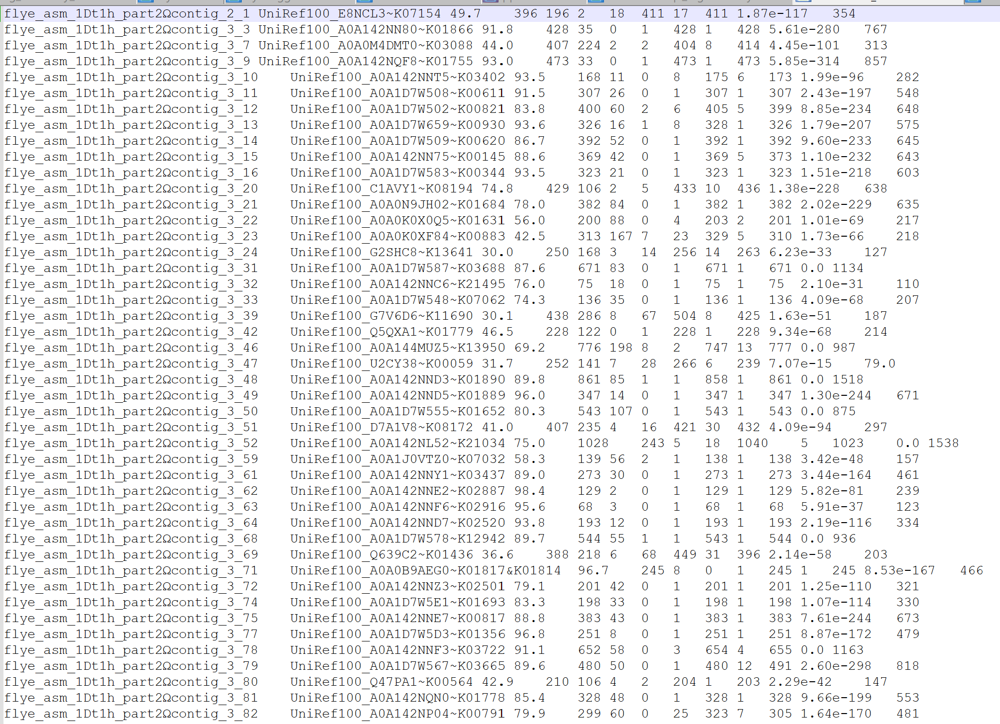 flye_asm_1Dt1h_part2Ωcontig_2_1 UniRef100_E8NCL3~K07154 49.7 396 196 2 18 411 17 411 1.87e-117 354
flye_asm_1Dt1h_part2Ωcontig_3_3 UniRef100_A0A142NN80~K01866 91.8 428 35 0 1 428 1 428 5.61e-280 767
flye_asm_1Dt1h_part2Ωcontig_3_7 UniRef100_A0A0M4DMT0~K03088 44.0 407 224 2 2 404 8 414 4.45e-101 313
flye_asm_1Dt1h_part2Ωcontig_3_9 UniRef100_A0A142NQF8~K01755 93.0 473 33 0 1 473 1 473 5.85e-314 857
flye_asm_1Dt1h_part2Ωcontig_3_10 UniRef100_A0A142NNT5~K03402 93.5 168 11 0 8 175 6 173 1.99e-96 282
flye_asm_1Dt1h_part2Ωcontig_3_11 UniRef100_A0A1D7W508~K00611 91.5 307 26 0 1 307 1 307 2.43e-197 548
flye_asm_1Dt1h_part2Ωcontig_3_12 UniRef100_A0A1D7W502~K00821 83.8 400 60 2 6 405 5 399 8.85e-234 648
flye_asm_1Dt1h_part2Ωcontig_3_13 UniRef100_A0A1D7W659~K00930 93.6 326 16 1 8 328 1 326 1.79e-207 575
flye_asm_1Dt1h_part2Ωcontig_3_14 UniRef100_A0A1D7W509~K00620 86.7 392 52 0 1 392 1 392 9.60e-233 645
flye_asm_1Dt1h_part2Ωcontig_3_15 UniRef100_A0A142NN75~K00145 88.6 369 42 0 1 369 5 373 1.10e-232 643
flye_asm_1Dt1h_part2Ωcontig_3_16 UniRef100_A0A1D7W583~K00344 93.5 323 21 0 1 323 1 323 1.51e-218 603
flye_asm_1Dt1h_part2Ωcontig_3_20 UniRef100_C1AVY1~K08194 74.8 429 106 2 5 433 10 436 1.38e-228 638
flye_asm_1Dt1h_part2Ωcontig_3_21 UniRef100_A0A0N9JH02~K01684 78.0 382 84 0 1 382 1 382 2.02e-229 635
flye_asm_1Dt1h_part2Ωcontig_3_22 UniRef100_A0A0K0X0Q5~K01631 56.0 200 88 0 4 203 2 201 1.01e-69 217
flye_asm_1Dt1h_part2Ωcontig_3_23 UniRef100_A0A0K0XF84~K00883 42.5 313 167 7 23 329 5 310 1.73e-66 218
flye_asm_1Dt1h_part2Ωcontig_3_24 UniRef100_G2SHC8~K13641 30.0 250 168 3 14 256 14 263 6.23e-33 127
flye_asm_1Dt1h_part2Ωcontig_3_31 UniRef100_A0A1D7W587~K03688 87.6 671 83 0 1 671 1 671 0.0 1134
flye_asm_1Dt1h_part2Ωcontig_3_32 UniRef100_A0A142NNC6~K21495 76.0 75 18 0 1 75 1 75 2.10e-31 110
flye_asm_1Dt1h_part2Ωcontig_3_33 UniRef100_A0A1D7W548~K07062 74.3 136 35 0 1 136 1 136 4.09e-68 207
flye_asm_1Dt1h_part2Ωcontig_3_39 UniRef100_G7V6D6~K11690 30.1 438 286 8 67 504 8 425 1.63e-51 187
flye_asm_1Dt1h_part2Ωcontig_3_42 UniRef100_Q5QXA1~K01779 46.5 228 122 0 1 228 1 228 9.34e-68 214
flye_asm_1Dt1h_part2Ωcontig_3_46 UniRef100_A0A144MUZ5~K13950 69.2 776 198 8 2 747 13 777 0.0 987
flye_asm_1Dt1h_part2Ωcontig_3_47 UniRef100_U2CY38~K00059 31.7 252 141 7 28 266 6 239 7.07e-15 79.0
flye_asm_1Dt1h_part2Ωcontig_3_48 UniRef100_A0A142NND3~K01890 89.8 861 85 1 1 858 1 861 0.0 1518
flye_asm_1Dt1h_part2Ωcontig_3_49 UniRef100_A0A142NND5~K01889 96.0 347 14 0 1 347 1 347 1.30e-244 671
flye_asm_1Dt1h_part2Ωcontig_3_50 UniRef100_A0A1D7W555~K01652 80.3 543 107 0 1 543 1 543 0.0 875
flye_asm_1Dt1h_part2Ωcontig_3_51 UniRef100_D7A1V8~K08172 41.0 407 235 4 16 421 30 432 4.09e-94 297
flye_asm_1Dt1h_part2Ωcontig_3_52 UniRef100_A0A142NL52~K21034 75.0 1028 243 5 18 1040 5 1023 0.0 1538
flye_asm_1Dt1h_part2Ωcontig_3_59 UniRef100_A0A1J0VTZ0~K07032 58.3 139 56 2 1 138 1 138 3.42e-48 157
flye_asm_1Dt1h_part2Ωcontig_3_61 UniRef100_A0A142NNY1~K03437 89.0 273 30 0 1 273 1 273 3.44e-164 461
flye_asm_1Dt1h_part2Ωcontig_3_62 UniRef100_A0A142NNE2~K02887 98.4 129 2 0 1 129 1 129 5.82e-81 239
flye_asm_1Dt1h_part2Ωcontig_3_63 UniRef100_A0A142NNF6~K02916 95.6 68 3 0 1 68 1 68 5.91e-37 123
flye_asm_1Dt1h_part2Ωcontig_3_64 UniRef100_A0A142NND7~K02520 93.8 193 12 0 1 193 1 193 2.19e-116 334
flye_asm_1Dt1h_part2Ωcontig_3_68 UniRef100_A0A1D7W578~K12942 89.7 544 55 1 1 543 1 544 0.0 936
flye_asm_1Dt1h_part2Ωcontig_3_69 UniRef100_Q639C2~K01436 36.6 388 218 6 68 449 31 396 2.14e-58 203
flye_asm_1Dt1h_part2Ωcontig_3_71 UniRef100_A0A0B9AEG0~K01817&K01814 96.7 245 8 0 1 245 1 245 8.53e-167 466
flye_asm_1Dt1h_part2Ωcontig_3_72 UniRef100_A0A142NNZ3~K02501 79.1 201 42 0 1 201 1 201 1.25e-110 321
flye_asm_1Dt1h_part2Ωcontig_3_74 UniRef100_A0A1D7W5E1~K01693 83.3 198 33 0 1 198 1 198 1.07e-114 330
flye_asm_1Dt1h_part2Ωcontig_3_75 UniRef100_A0A142NNE7~K00817 88.8 383 43 0 1 383 1 383 7.61e-244 673
flye_asm_1Dt1h_part2Ωcontig_3_77 UniRef100_A0A1D7W5D3~K01356 96.8 251 8 0 1 251 1 251 8.87e-172 479
flye_asm_1Dt1h_part2Ωcontig_3_78 UniRef100_A0A142NNF3~K03722 91.1 652 58 0 3 654 4 655 0.0 1163
flye_asm_1Dt1h_part2Ωcontig_3_79 UniRef100_A0A1D7W567~K03665 89.6 480 50 0 1 480 12 491 2.60e-298 818
flye_asm_1Dt1h_part2Ωcontig_3_80 UniRef100_Q47PA1~K00564 42.9 210 106 4 2 204 1 203 2.29e-42 147
flye_asm_1Dt1h_part2Ωcontig_3_81 UniRef100_A0A142NQN0~K01778 85.4 328 48 0 1 328 1 328 9.66e-199 553
flye_asm_1Dt1h_part2Ωcontig_3_82 UniRef100_A0A142NP04~K00791 79.9 299 60 0 25 323 7 305 1.64e-170 481